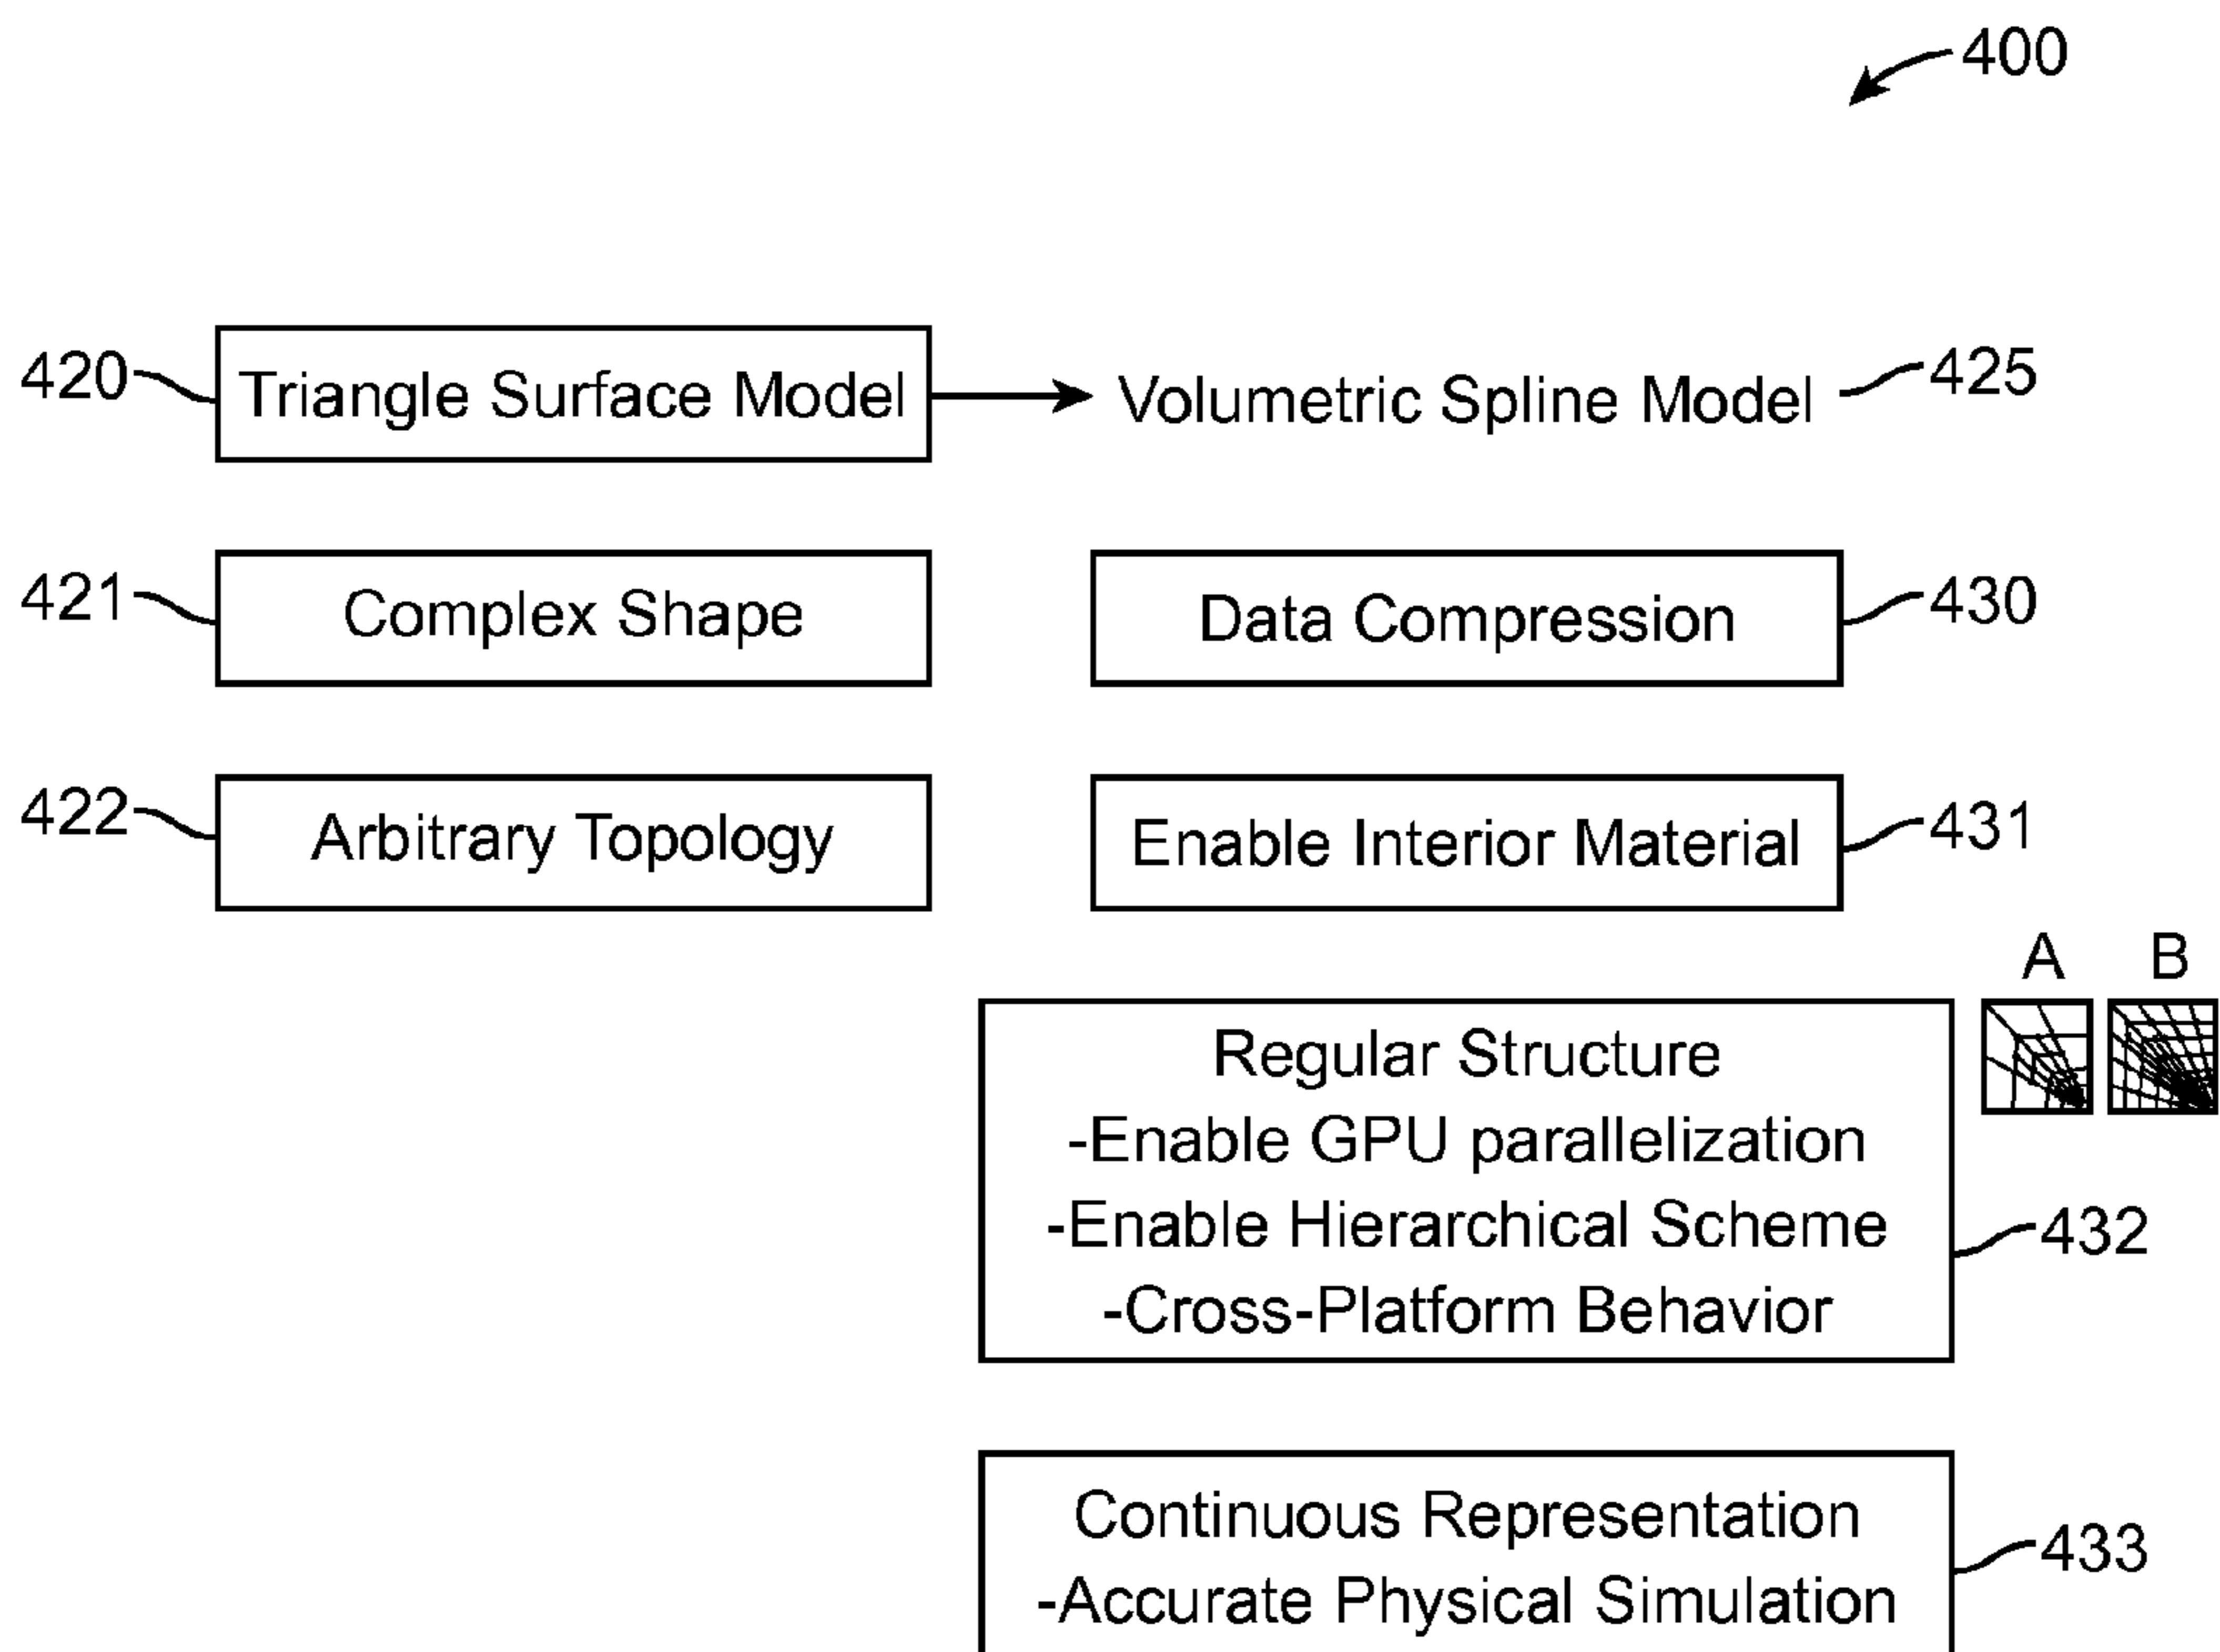 400
420
Triangle Surface Model
Volumetric Spline Model
425
421
Complex Shape
Data Compression
430
422
Arbitrary Topology
Enable Interior Material
431
A
B
Regular Structure
-Enable GPU parallelization
-Enable Hierarchical Scheme
-Cross-Platform Behavior
432
Continuous Representation
-Accurate Physical Simulation
433